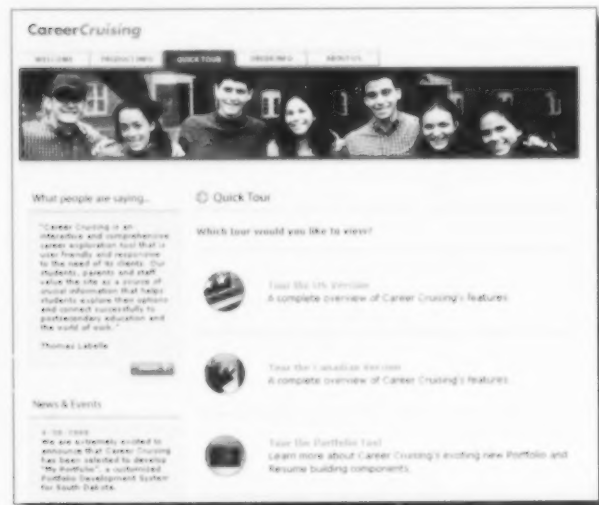 CareerCruising
WELCOME PRODUCT INFO QUICK TOUR ORDER INFO ABOUT US
What people are saying...
"Career Cruising is an
interactive and comprehensive
career exploration tool that is
user friendly and responsive
to the need of its clients. Our
students, parents and staff
value the site as a source of
crucial information that helps
students explore their options
and connect successfully to
postsecondary education and
the world of work."
Thomas Labelle
News & Events
We are extremely excited to
announce that Career Cruising
has been selected to develop
"My Portfolio", a customized
Portfolio Development System
for South Dakota.
Quick Tour
Which tour would you like to view?
Tour the US Version
A complete overview of Career Cruising's features
Tour the Canadian Version
A complete overview of Career Cruising's features
Tour the Portfolio Tool
Learn more about Career Cruising's exciting new Portfolio and
Resume building components.